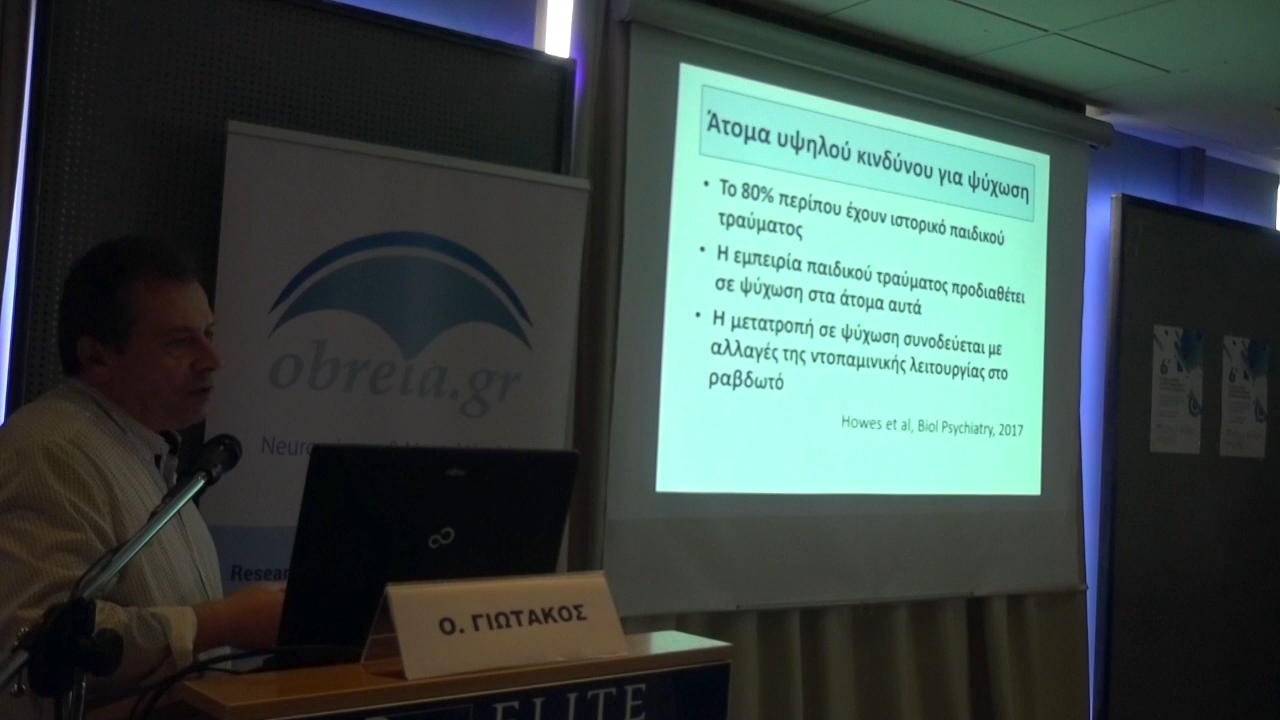 Άτομα υψηλού κινδύνου για ψύχωση
• Το 80% περίπου έχουν ιστορικό παιδικού
τραύματος
• Η εμπειρία παιδικού τραύματος προδιαθέτει
σε ψύχωση στα άτομα αυτά
• Η μετατροπή σε ψύχωση συνοδεύεται με
αλλαγές της ντοπαμινικής λειτουργίας στο
ραβδωτό
Howes et al, Biol Psychiatry, 2017
obreia.gr
FUJITSU
Ο. ΓΙΩΤΑΚΟΣ
ELITE